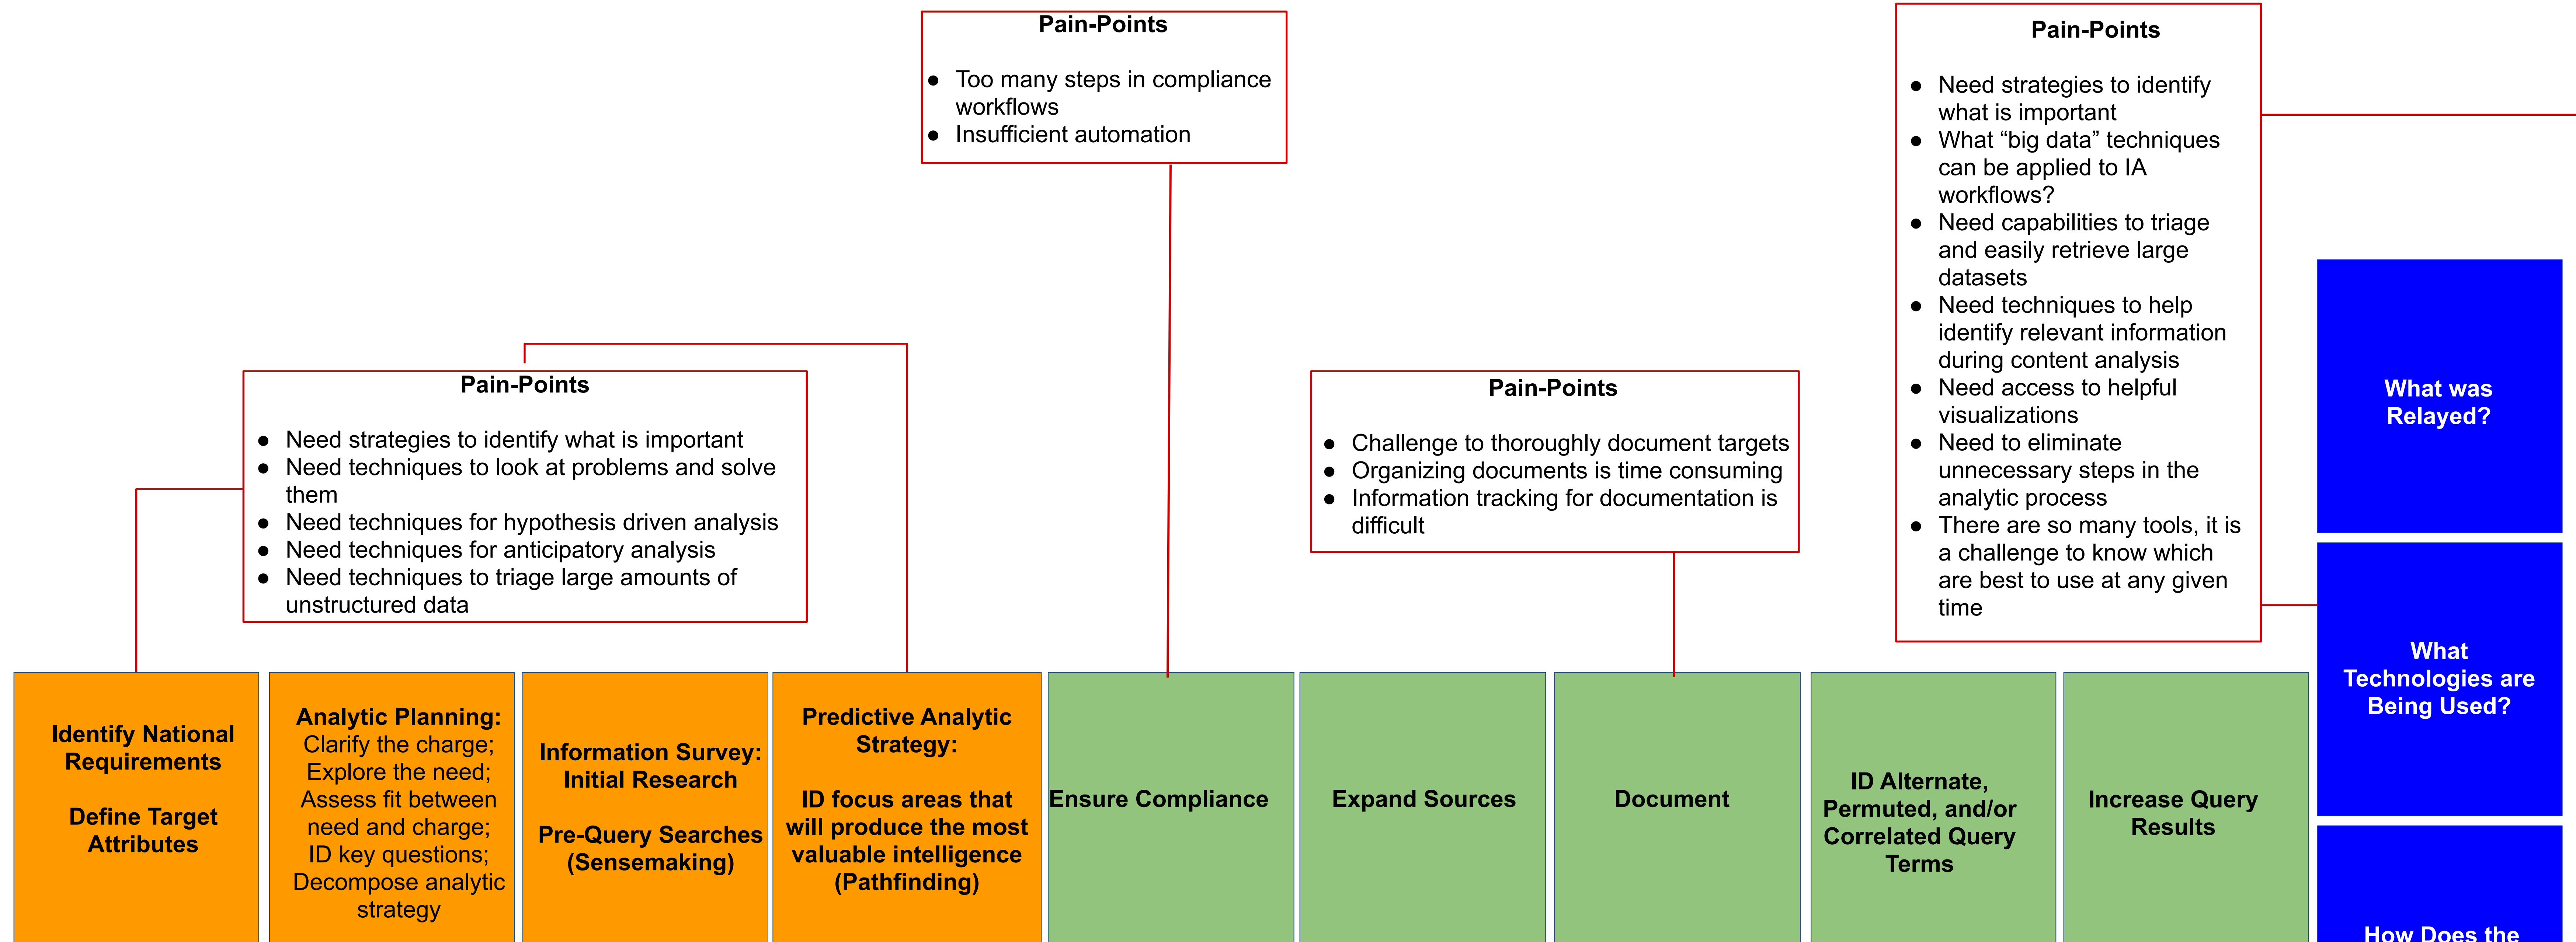 Pain-Points
● Too many steps in compliance
workflows
● Insufficient automation
Pain-Points
● Need strategies to identify
what is important
● What “big data” techniques
can be applied to IA
workflows?
● Need capabilities to triage
and easily retrieve large
datasets
● Need techniques to help
identify relevant information
during content analysis
● Need access to helpful
visualizations
● Need to eliminate
unnecessary steps in the
analytic process
● There are so many tools, it is
a challenge to know which
are best to use at any given
time
Pain-Points
● Need strategies to identify what is important
● Need techniques to look at problems and solve
them
● Need techniques for hypothesis driven analysis
● Need techniques for anticipatory analysis
● Need techniques to triage large amounts of
unstructured data
Pain-Points
● Challenge to thoroughly document targets
● Organizing documents is time consuming
● Information tracking for documentation is
difficult
What was
Relayed?
What
Technologies are
Being Used?
How Does the
Identify National
Requirements
Define Target
Attributes
Analytic Planning:
Clarify the charge;
Explore the need;
Assess fit between
need and charge;
ID key questions;
Decompose analytic
strategy
Information Survey:
Initial Research
Pre-Query Searches
(Sensemaking)
Predictive Analytic
Strategy:
ID focus areas that
will produce the most
valuable intelligence
(Pathfinding)
Ensure Compliance
Expand Sources
Document
ID Alternate,
Permuted, and/or
Correlated Query
Terms
Increase Query
Results